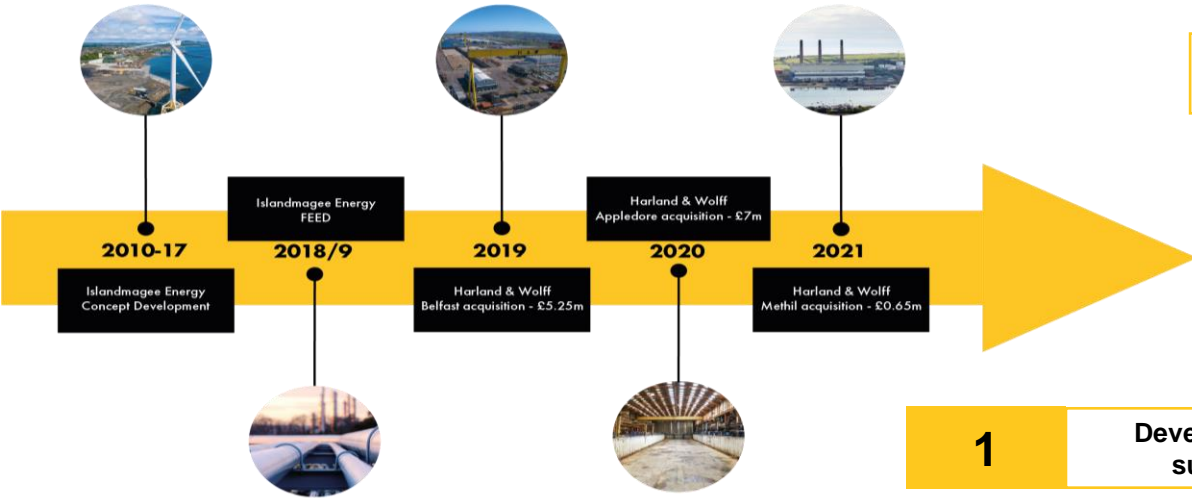 Islandmagee Energy
FEED
Harland & Wolff
Appledore acquisition - £7m
2010-17
2018/9
2019
2020
2021
Islandmagee Energy
Concept Development
Harland & Wolff
Belfast acquisition - £5.25m
Harland & Wolff
Methil acquisition - £0.65m
1